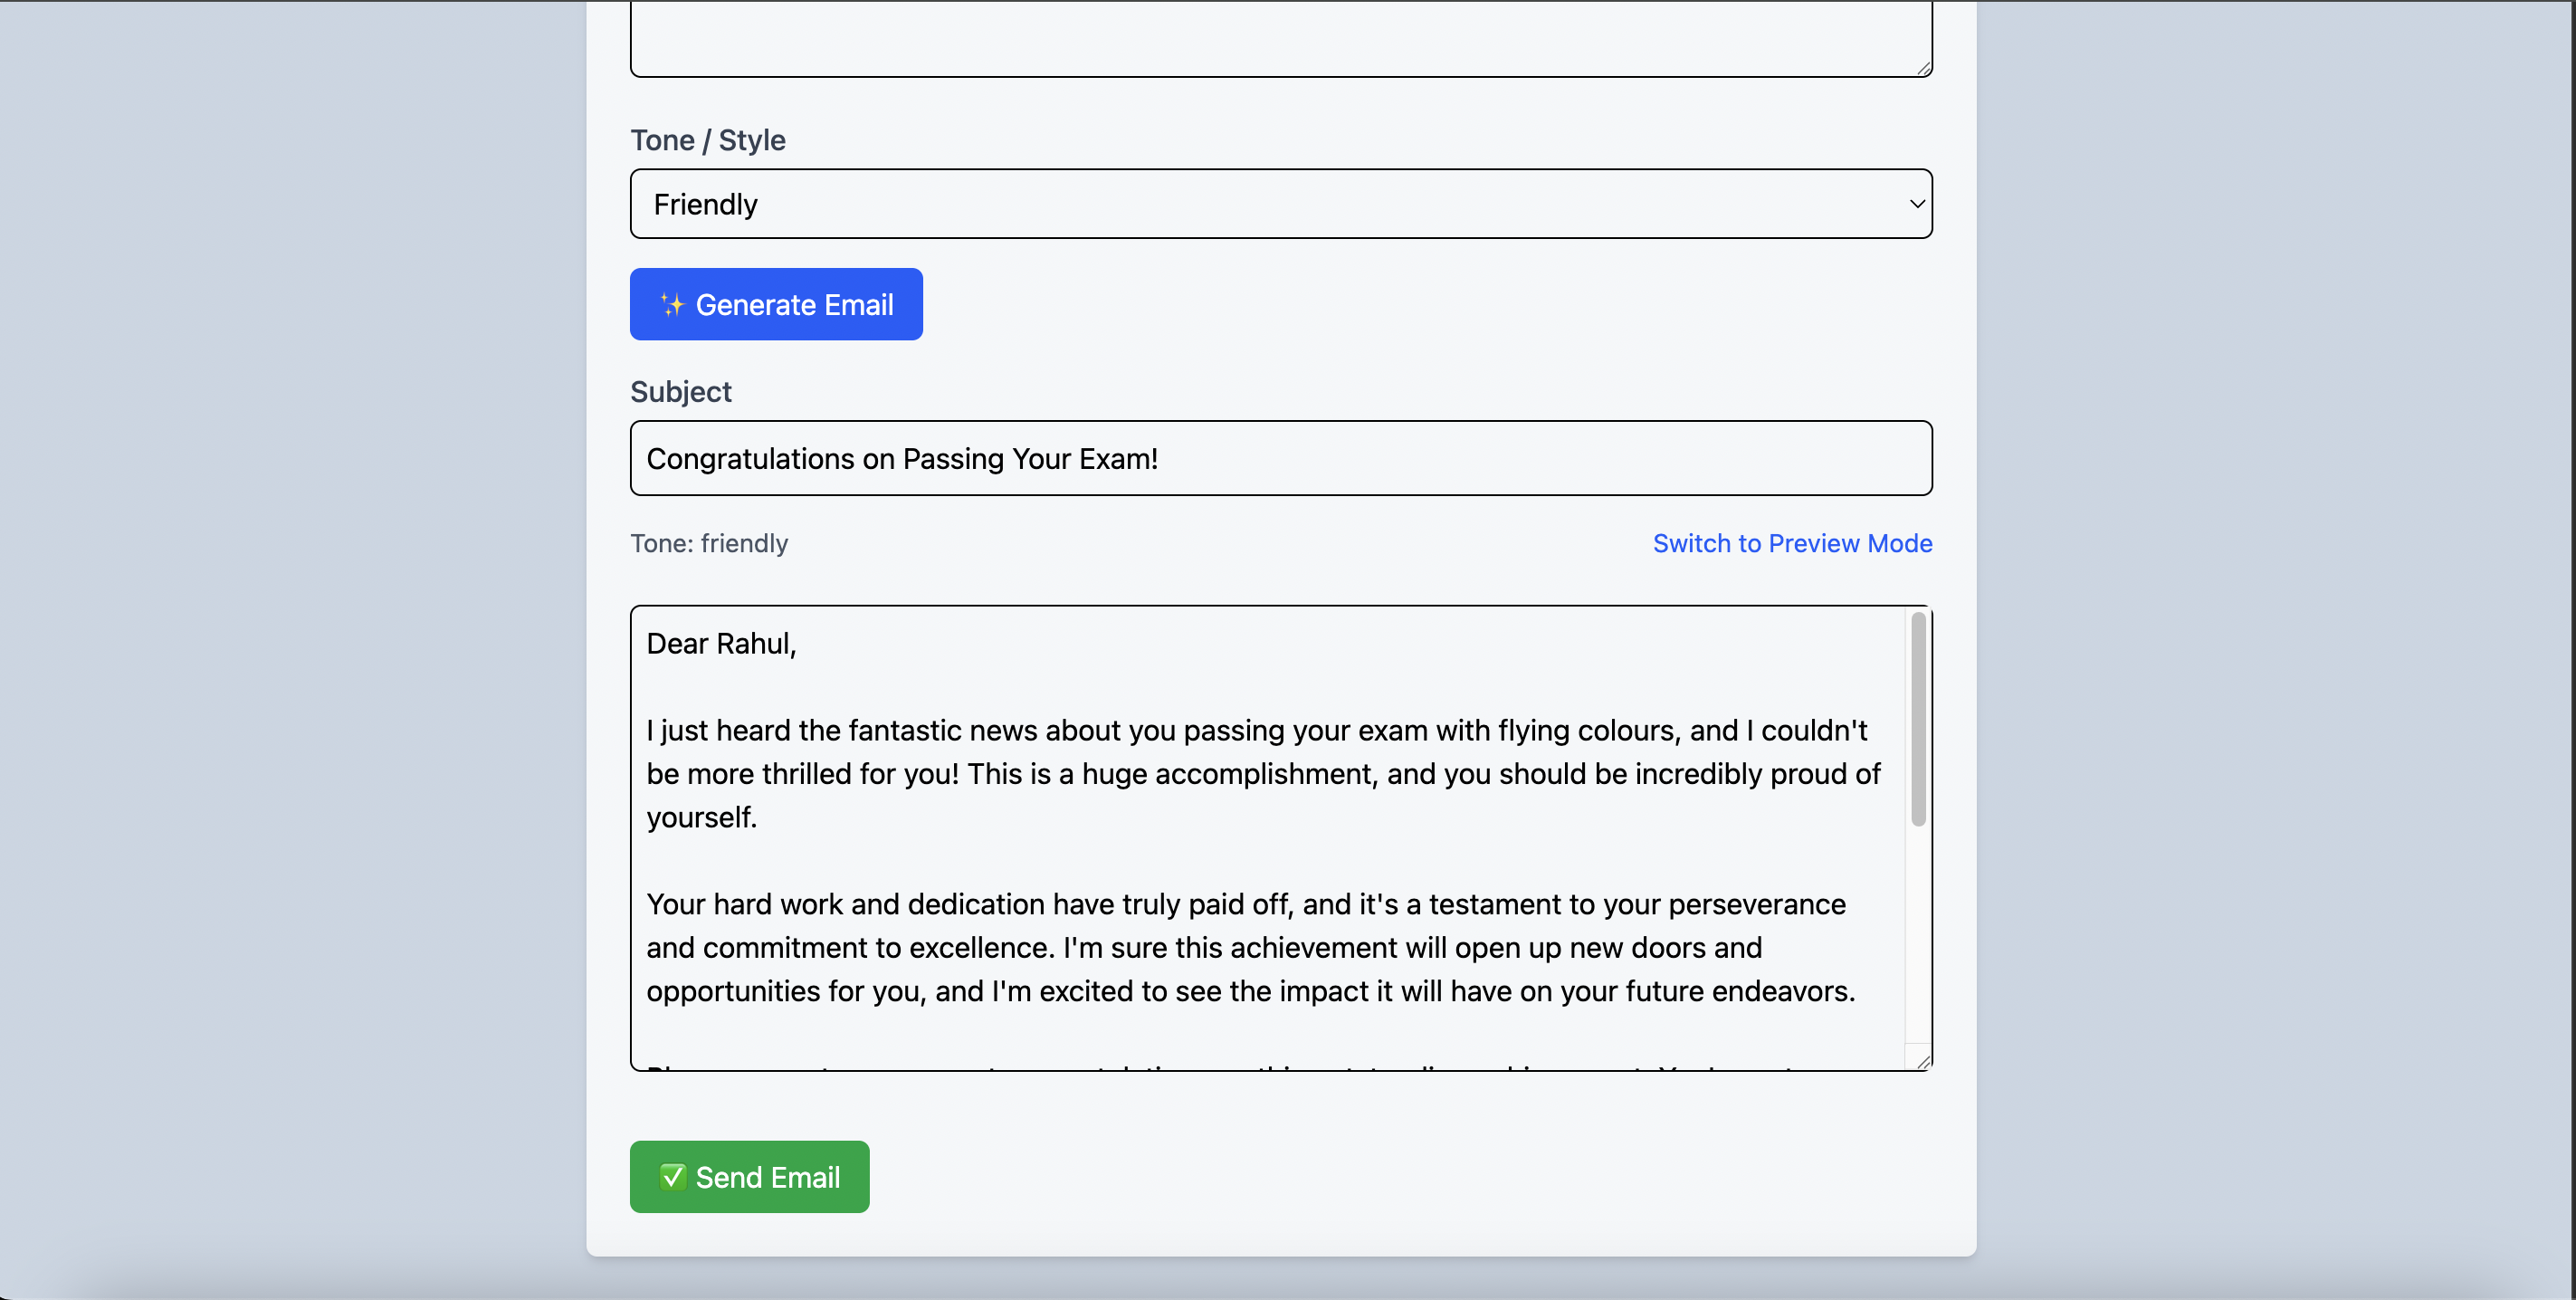 Tone / Style
Friendly
✨ Generate Email
Subject
Congratulations on Passing Your Exam!
Tone: friendly
Switch to Preview Mode
Dear Rahul,
I just heard the fantastic news about you passing your exam with flying colours, and I couldn't
be more thrilled for you! This is a huge accomplishment, and you should be incredibly proud of
yourself.
Your hard work and dedication have truly paid off, and it's a testament to your perseverance
and commitment to excellence. I'm sure this achievement will open up new doors and
opportunities for you, and I'm excited to see the impact it will have on your future endeavors.
✅ Send Email